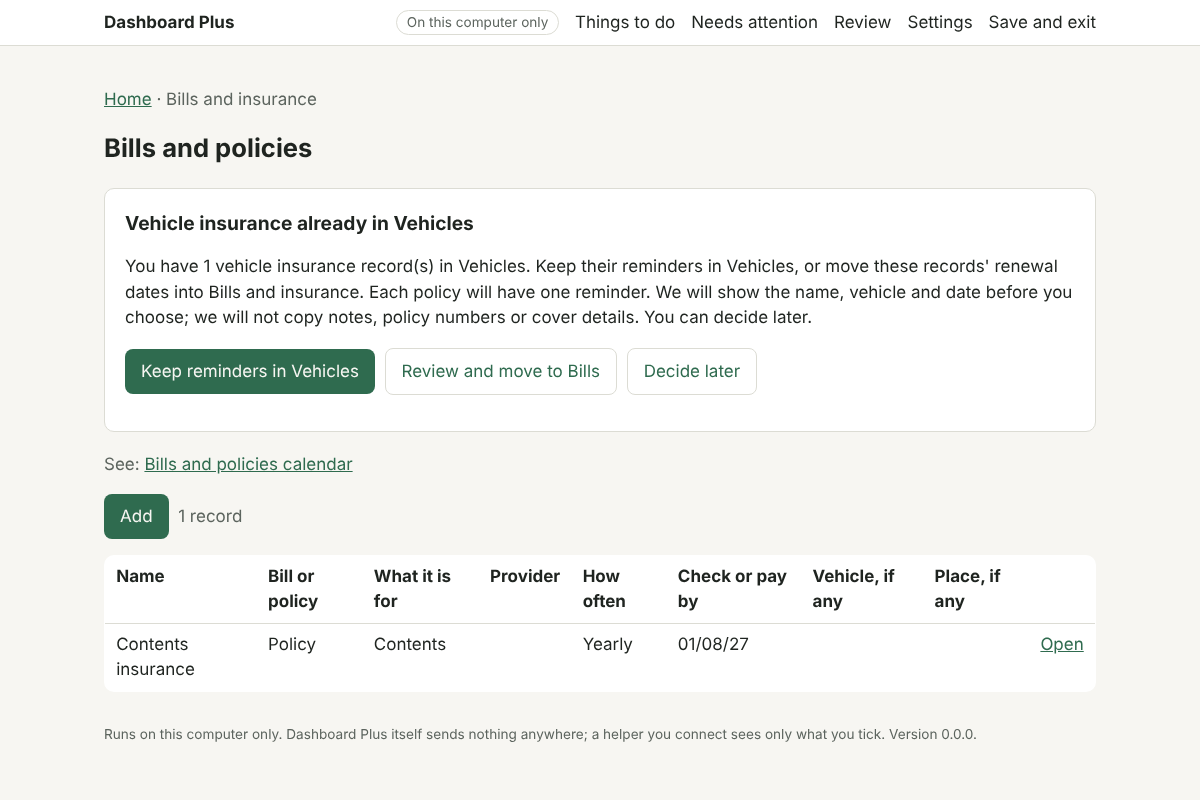 Dashboard Plus
On this computer only
Things to do
Needs attention
Review
Settings
Save and exit
Home · Bills and insurance
Bills and policies
Vehicle insurance already in Vehicles
You have 1 vehicle insurance record(s) in Vehicles. Keep their reminders in Vehicles, or move these records' renewal
dates into Bills and insurance. Each policy will have one reminder. We will show the name, vehicle and date before you
choose; we will not copy notes, policy numbers or cover details. You can decide later.
Keep reminders in Vehicles
Review and move to Bills
Decide later
See: Bills and policies calendar
Add
1 record
Name
Bill or
policy
What it is
for
Provider
How
often
Check or pay
by
Vehicle, if
any
Place, if
any
Contents
insurance
Policy
Contents
Yearly
01/08/27
Open
Runs on this computer only. Dashboard Plus itself sends nothing anywhere; a helper you connect sees only what you tick. Version 0.0.0.